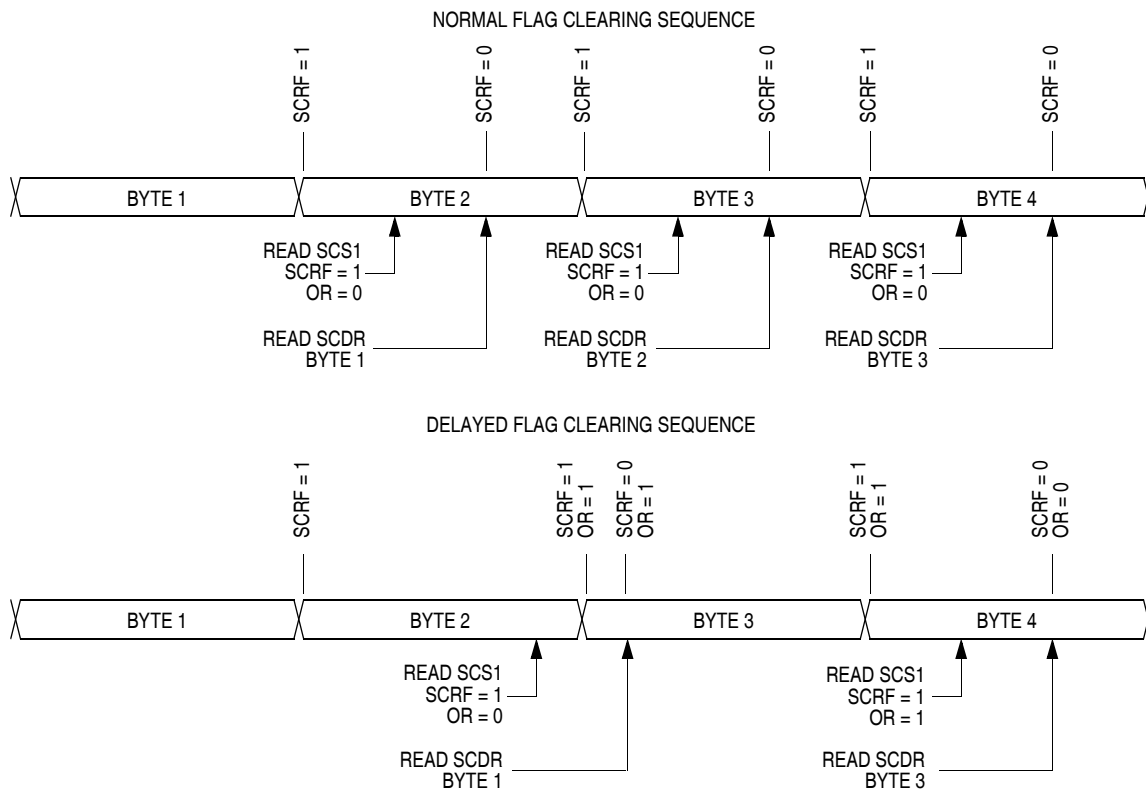 NORMAL FLAG CLEARING SEQUENCE
SCRF = 1
SCRF = 0
SCRF = 1
SCRF = 0
SCRF = 1
SCRF = 0
BYTE 1
BYTE 2
BYTE 3
BYTE 4
READ SCS1
SCRF = 1
OR = 0
READ SCS1
SCRF = 1
OR = 0
READ SCS1
SCRF = 1
OR = 0
READ SCDR
BYTE 1
READ SCDR
BYTE 2
READ SCDR
BYTE 3
DELAYED FLAG CLEARING SEQUENCE
SCRF = 1
SCRF = 1
OR = 1
SCRF = 0
OR = 1
SCRF = 1
OR = 1
SCRF = 0
OR = 0
BYTE 1
BYTE 2
BYTE 3
BYTE 4
READ SCS1
SCRF = 1
OR = 0
READ SCS1
SCRF = 1
OR = 1
READ SCDR
BYTE 1
READ SCDR
BYTE 3